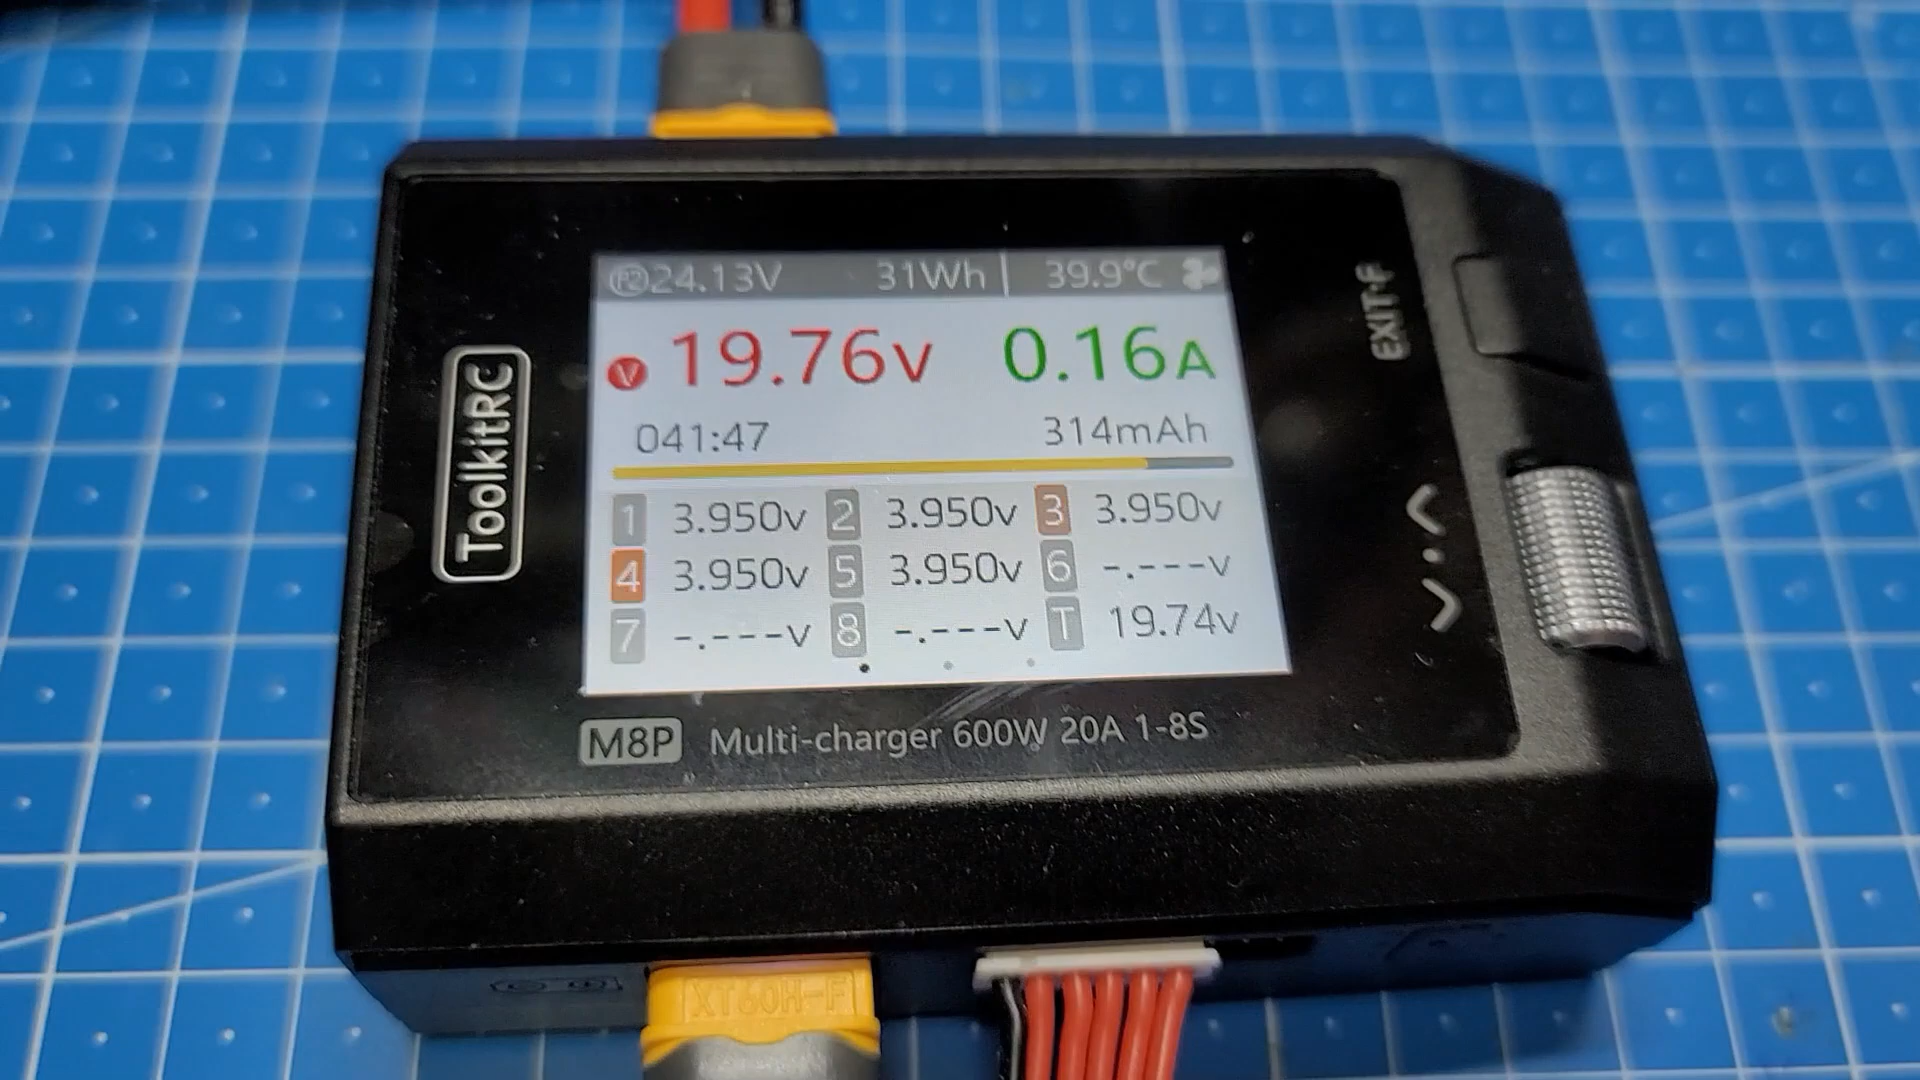 P2 24.13V 31Wh 39.9°C
V 19.76V 0.16A
041:47 314mAh
1 3.950v 2 3.950v 3 3.950v
4 3.950v 5 3.950v 6 -.---v
7 -.---v 8 -.---v T 19.74v
M8P Multi-charger 600W 20A 1-8S
ToolkitRC
EXIT·F
XT60H-F